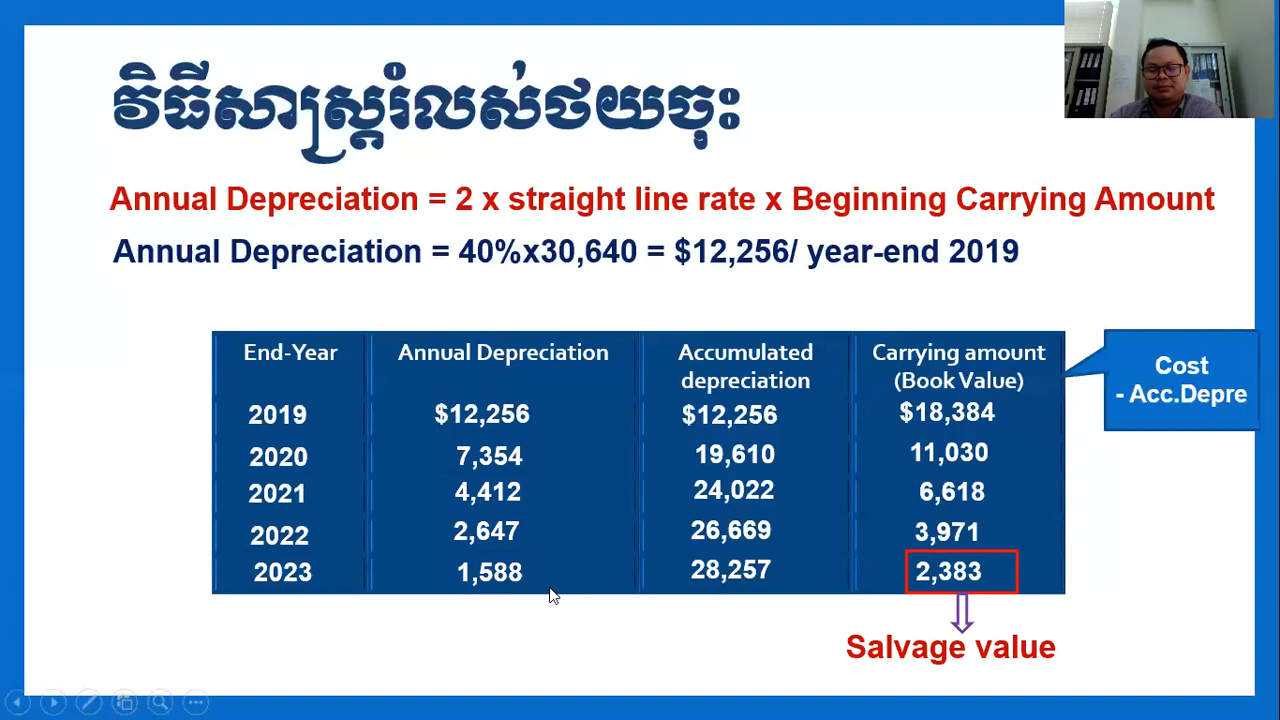 វិធីសាស្ត្ររំលស់ថយចុះ
Annual Depreciation = 2 x straight line rate x Beginning Carrying Amount
Annual Depreciation = 40%x30,640 = $12,256/ year-end 2019
End-Year Annual Depreciation Accumulated depreciation Carrying amount (Book Value)
2019 $12,256 $12,256 $18,384
2020 7,354 19,610 11,030
2021 4,412 24,022 6,618
2022 2,647 26,669 3,971
2023 1,588 28,257 2,383
Cost
- Acc.Depre
Salvage value